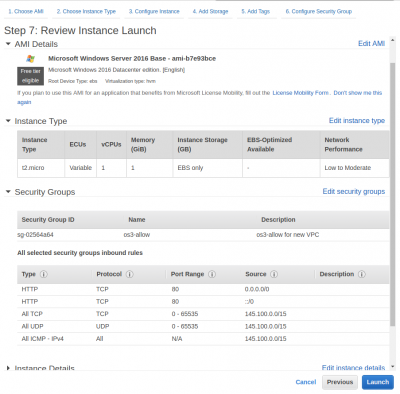 1. Choose AMI 2. Choose Instance Type 3. Configure Instance 4. Add Storage 5. Add Tags 6. Configure Security Group
Step 7: Review Instance Launch
AMI Details Edit AMI
Microsoft Windows Server 2016 Base - ami-b7e93bce
Free tier eligible
Microsoft Windows 2016 Datacenter edition. [English]
Root Device Type: ebs Virtualization type: hvm
If you plan to use this AMI for an application that benefits from Microsoft License Mobility, fill out the License Mobility Form . Don't show me this
again
Instance Type Edit instance type
Instance Type ECUs vCPUs Memory (GiB) Instance Storage (GB) EBS-Optimized Available Network Performance
t2.micro Variable 1 1 EBS only - Low to Moderate
Security Groups Edit security groups
Security Group ID Name Description
sg-02564a64 os3-allow os3-allow for new VPC
All selected security groups inbound rules
Type Protocol Port Range Source Description
HTTP TCP 80 0.0.0.0/0
HTTP TCP 80 ::/0
All TCP TCP 0 - 65535 145.100.0.0/15
All UDP UDP 0 - 65535 145.100.0.0/15
All ICMP - IPv4 All N/A 145.100.0.0/15
Instance Details Edit instance details
Cancel Previous Launch